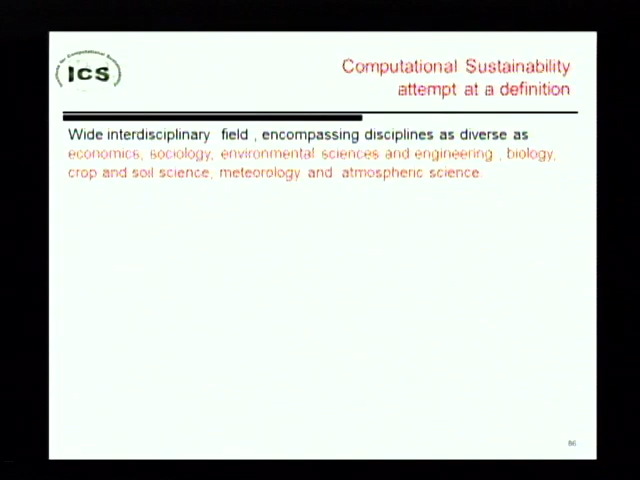 ICS
Computational Sustainability
attempt at a definition
Wide interdisciplinary field , encompassing disciplines as diverse as
economics, sociology, environmental sciences and engineering , biology,
crop and soil science, meteorology and atmospheric science.
86